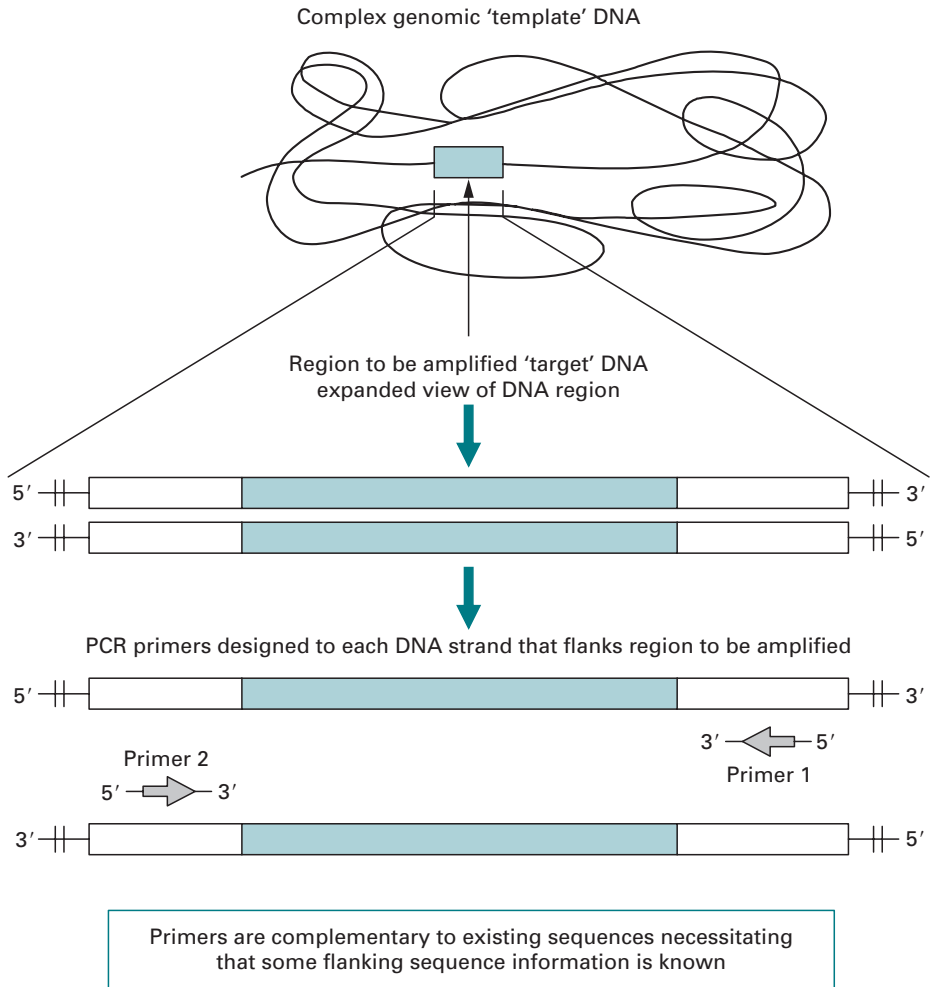 Complex genomic ‘template’ DNA
Region to be amplified ‘target’ DNA
expanded view of DNA region
5′ 3′
3′ 5′
PCR primers designed to each DNA strand that flanks region to be amplified
5′ 3′
3′ 5′
Primer 1
Primer 2
5′ 3′
3′ 5′
Primers are complementary to existing sequences necessitating
that some flanking sequence information is known